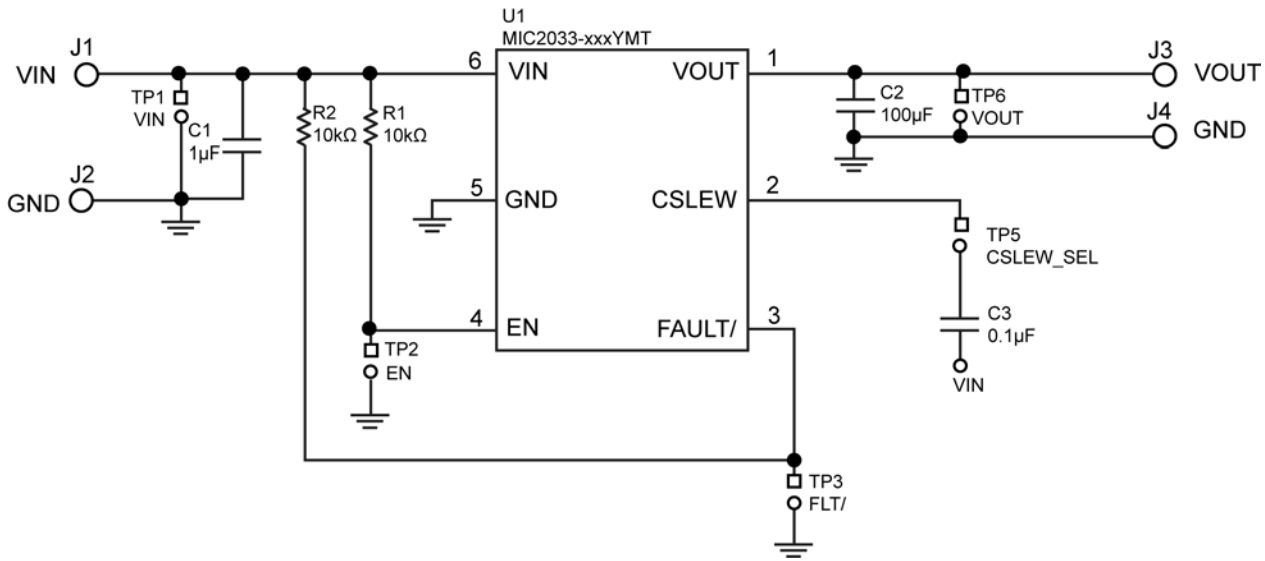 U1
MIC2033-xxxYMT
J1
VIN
6
VIN
VOUT
1
J3
VOUT
TP1
VIN
C1
1µF
R2
10kΩ
R1
10kΩ
C2
100µF
TP6
VOUT
J4
GND
J2
GND
5
GND
CSLEW
2
TP5
CSLEW_SEL
4
EN
FAULT/
3
TP2
EN
C3
0.1µF
VIN
TP3
FLT/